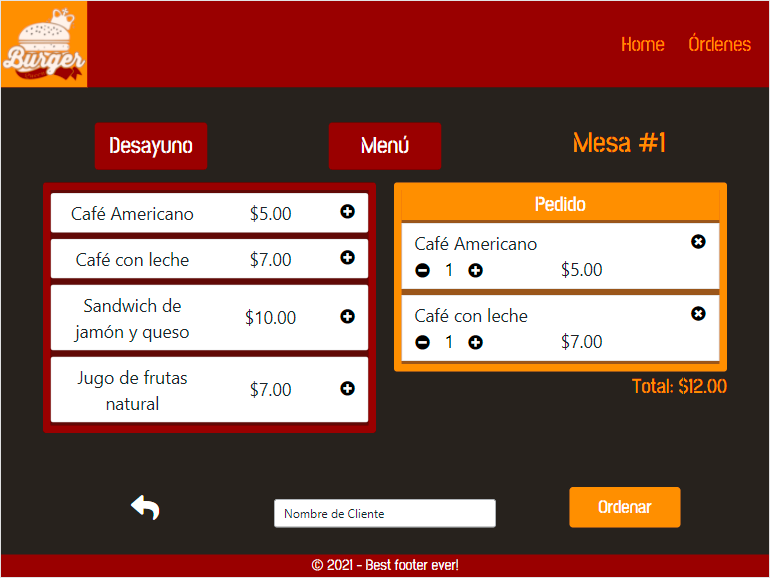 Burger
Home Órdenes
Desayuno Menú Mesa #1
Café Americano $5.00
Café con leche $7.00
Sandwich de
jamón y queso $10.00
Jugo de frutas
natural $7.00
Pedido
Café Americano
1 $5.00
Café con leche
1 $7.00
Total: $12.00
Nombre de Cliente
Ordenar
© 2021 - Best footer ever!